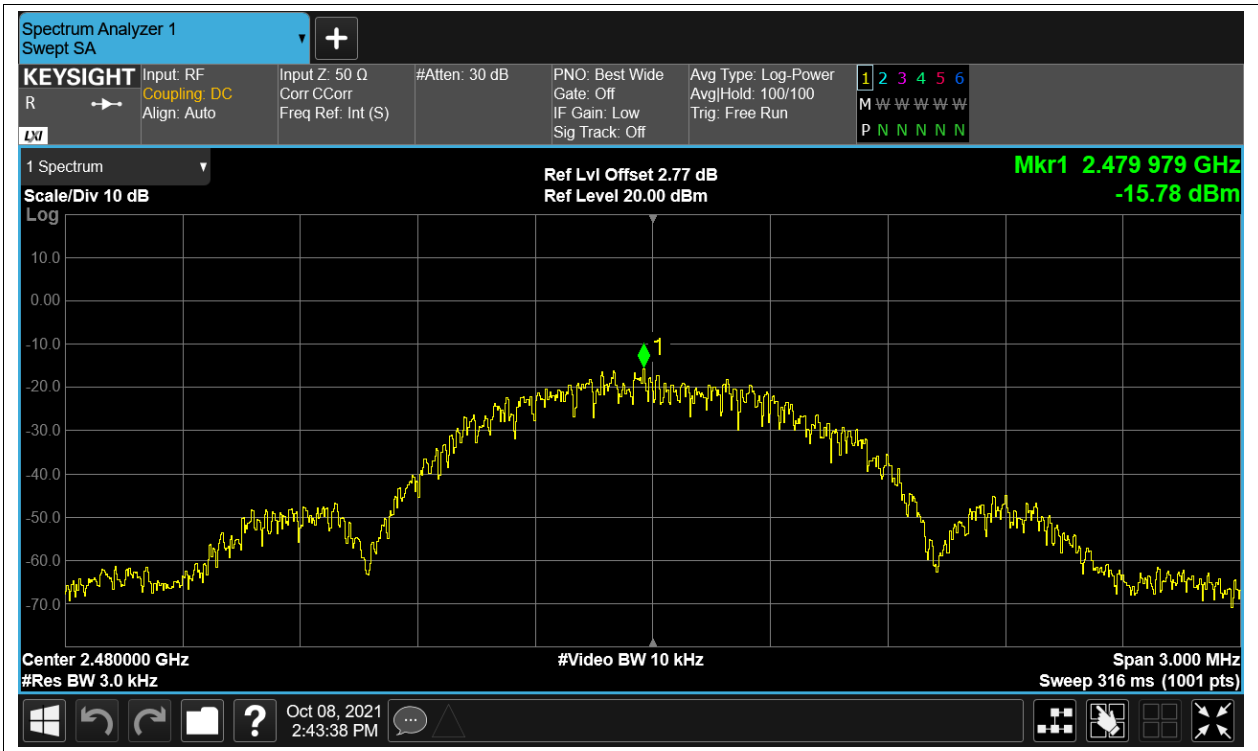 Spectrum Analyzer 1
Swept SA
KEYSIGHT
R
LXI
Input: RF
Coupling: DC
Align: Auto
Input Z: 50 Ω
Corr CCorr
Freq Ref: Int (S)
#Atten: 30 dB
PNO: Best Wide
Gate: Off
IF Gain: Low
Sig Track: Off
Avg Type: Log-Power
Avg|Hold: 100/100
Trig: Free Run
1 2 3 4 5 6
M W W W W W
P N N N N N
1 Spectrum
Scale/Div 10 dB
Ref Lvl Offset 2.77 dB
Ref Level 20.00 dBm
Mkr1 2.479 979 GHz
-15.78 dBm
Log
10.0
0.00
-10.0
1
-20.0
-30.0
-40.0
-50.0
-60.0
-70.0
Center 2.480000 GHz
#Video BW 10 kHz
Span 3.000 MHz
#Res BW 3.0 kHz
Sweep 316 ms (1001 pts)
?
Oct 08, 2021
2:43:38 PM